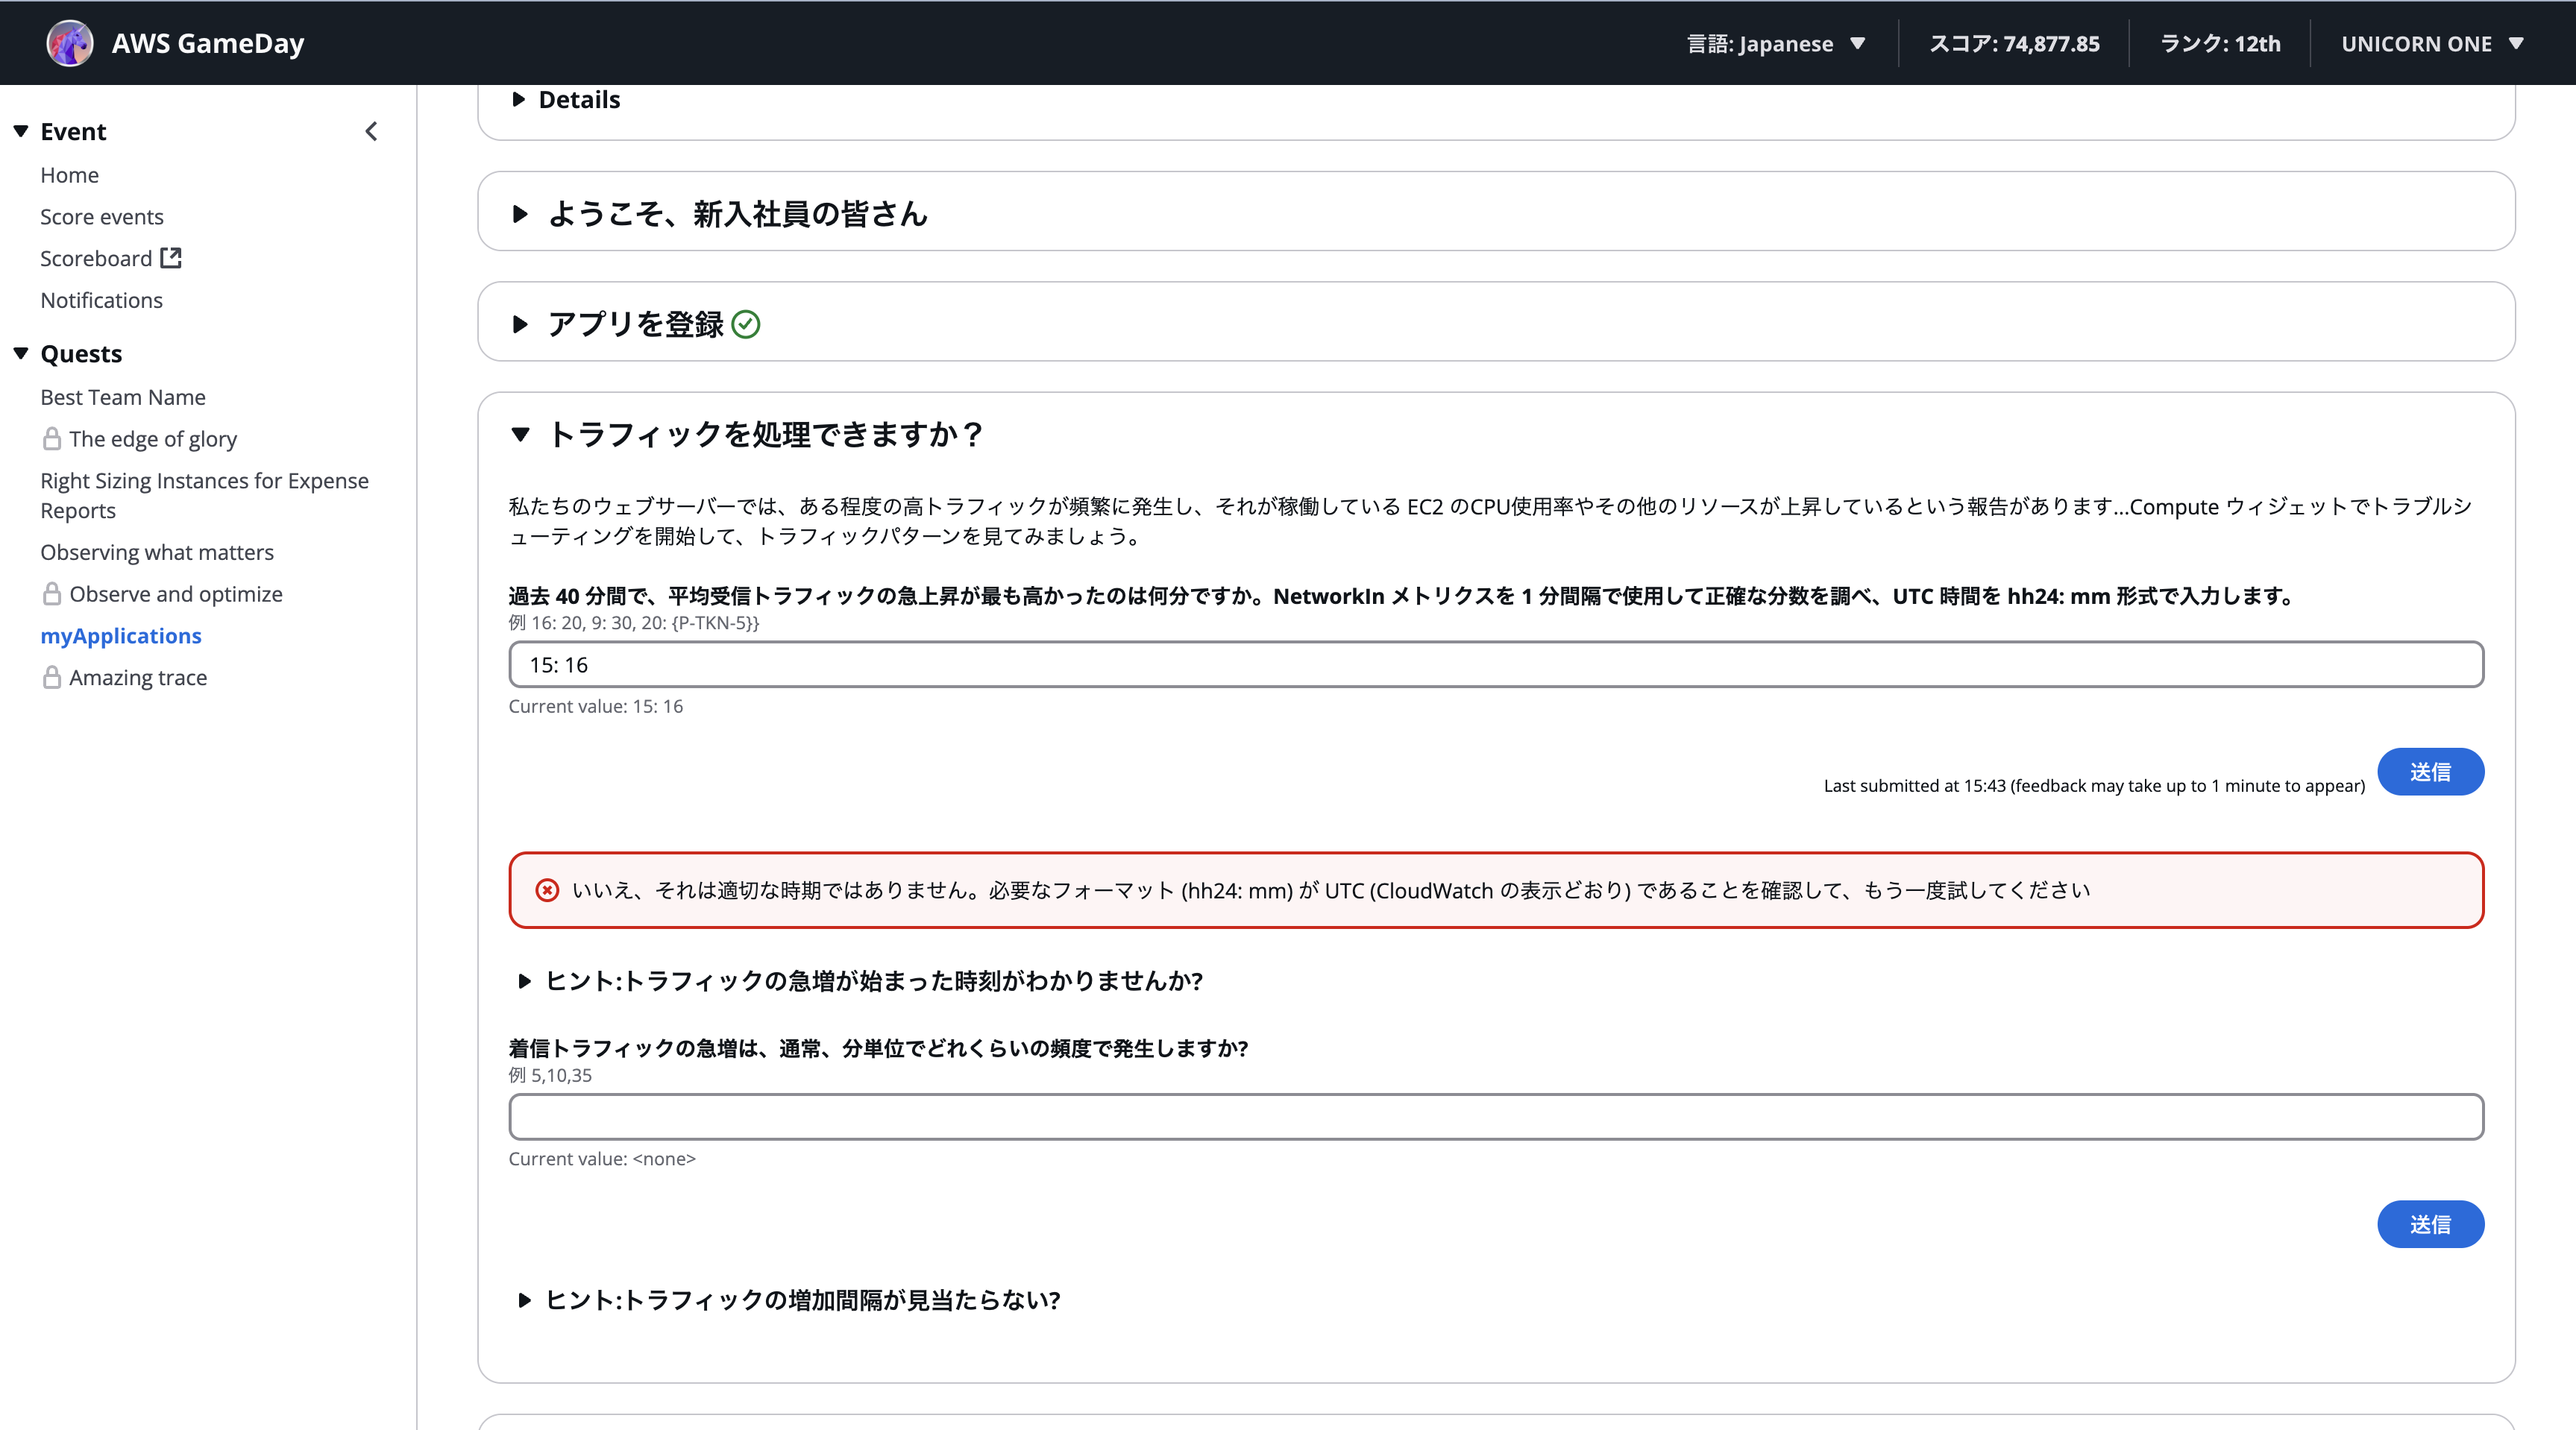 AWS GameDay
言語: Japanese
スコア: 74,877.85
ランク: 12th
UNICORN ONE
Event
Home
Score events
Scoreboard
Notifications
Quests
Best Team Name
The edge of glory
Right Sizing Instances for Expense
Reports
Observing what matters
Observe and optimize
myApplications
Amazing trace
Details
ようこそ、新入社員の皆さん
アプリを登録
トラフィックを処理できますか？
私たちのウェブサーバーでは、ある程度の高トラフィックが頻繁に発生し、それが稼働している EC2 のCPU使用率やその他のリソースが上昇しているという報告があります...Compute ウィジェットでトラブルシ
ューティングを開始して、トラフィックパターンを見てみましょう。
過去 40 分間で、平均受信トラフィックの急上昇が最も高かったのは何分ですか。NetworkIn メトリクスを 1 分間隔で使用して正確な分数を調べ、UTC 時間を hh24: mm 形式で入力します。
例 16: 20, 9: 30, 20: {P-TKN-5}}
15: 16
Current value: 15: 16
Last submitted at 15:43 (feedback may take up to 1 minute to appear)
送信
いいえ、それは適切な時期ではありません。必要なフォーマット (hh24: mm) が UTC (CloudWatch の表示どおり) であることを確認して、もう一度試してください
ヒント:トラフィックの急増が始まった時刻がわかりませんか?
着信トラフィックの急増は、通常、分単位でどれくらいの頻度で発生しますか?
例 5,10,35
Current value: <none>
送信
ヒント:トラフィックの増加間隔が見当たらない?